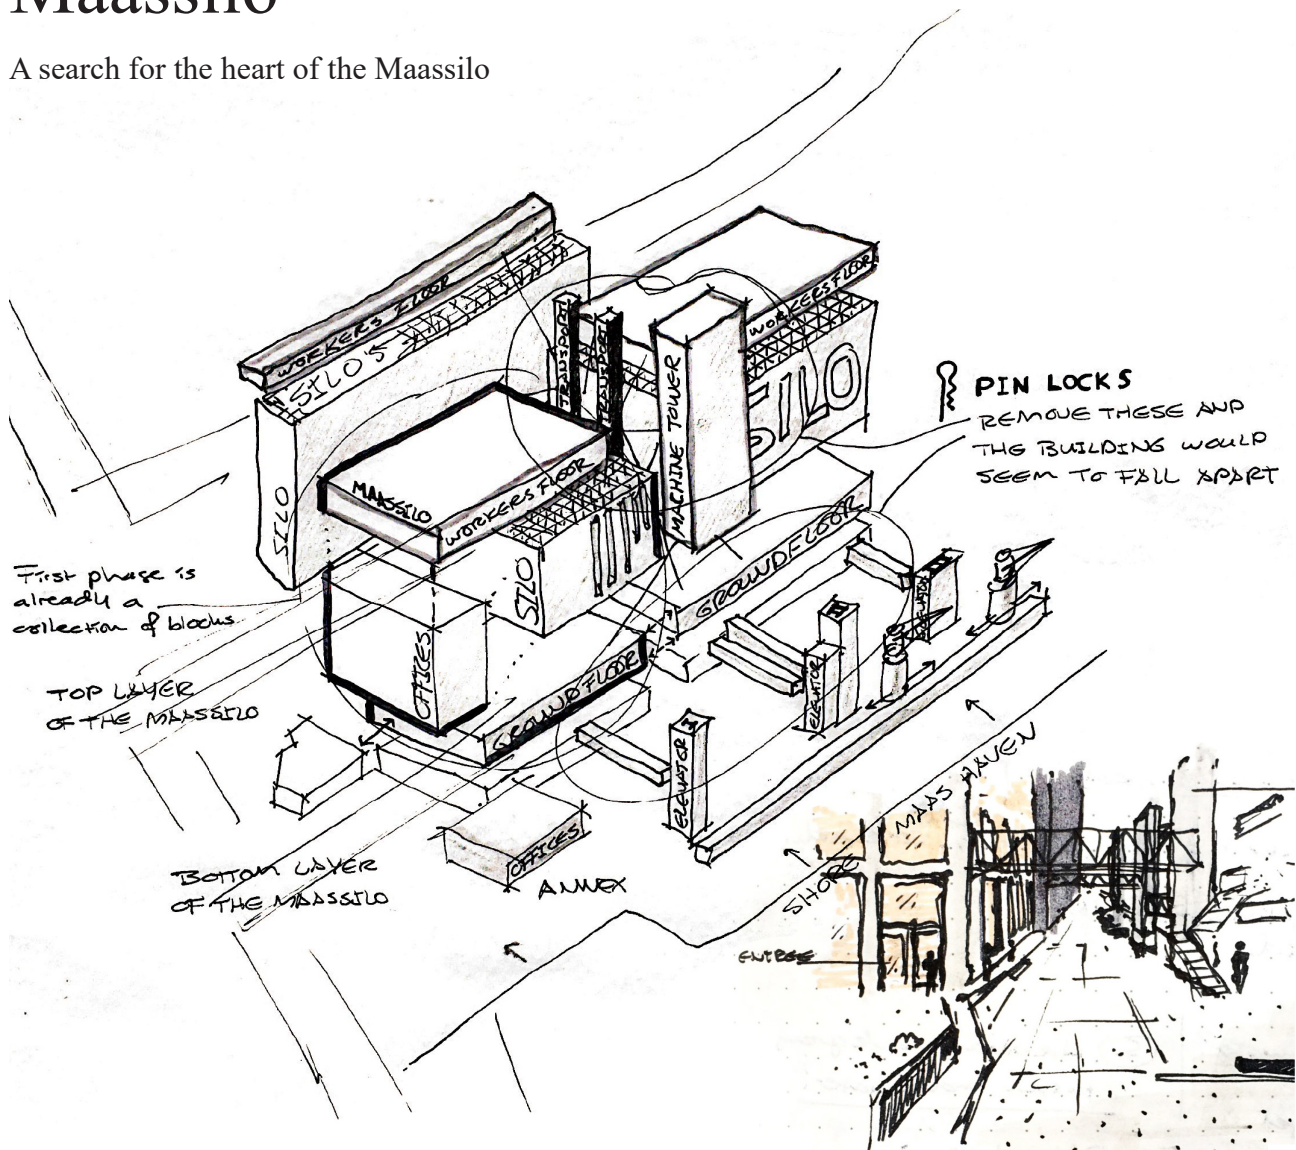 Maassilo
A search for the heart of the Maassilo
WORKERS FLOOR
SILO'S
SILO
TRANSPORT
TRANSPORT
MACHINE TOWER
WORKERS FLOOR
SILO
MAASSILO
WORKERS FLOOR
SILO
OFFICES
GROUND FLOOR
GROUNDFLOOR
PIN LOCKS
REMOVE THESE AND
THE BUILDING WOULD
SEEM TO FALL APART
First phase is
already a
collection of blocks
TOP LAYER
OF THE MAASSILO
ELEVATOR
ELEVATOR
ELEVATOR
BOTTOM LAYER
OF THE MAASSILO
OFFICES
ANNEX
SHORE MAAS HAVEN
ENTREE